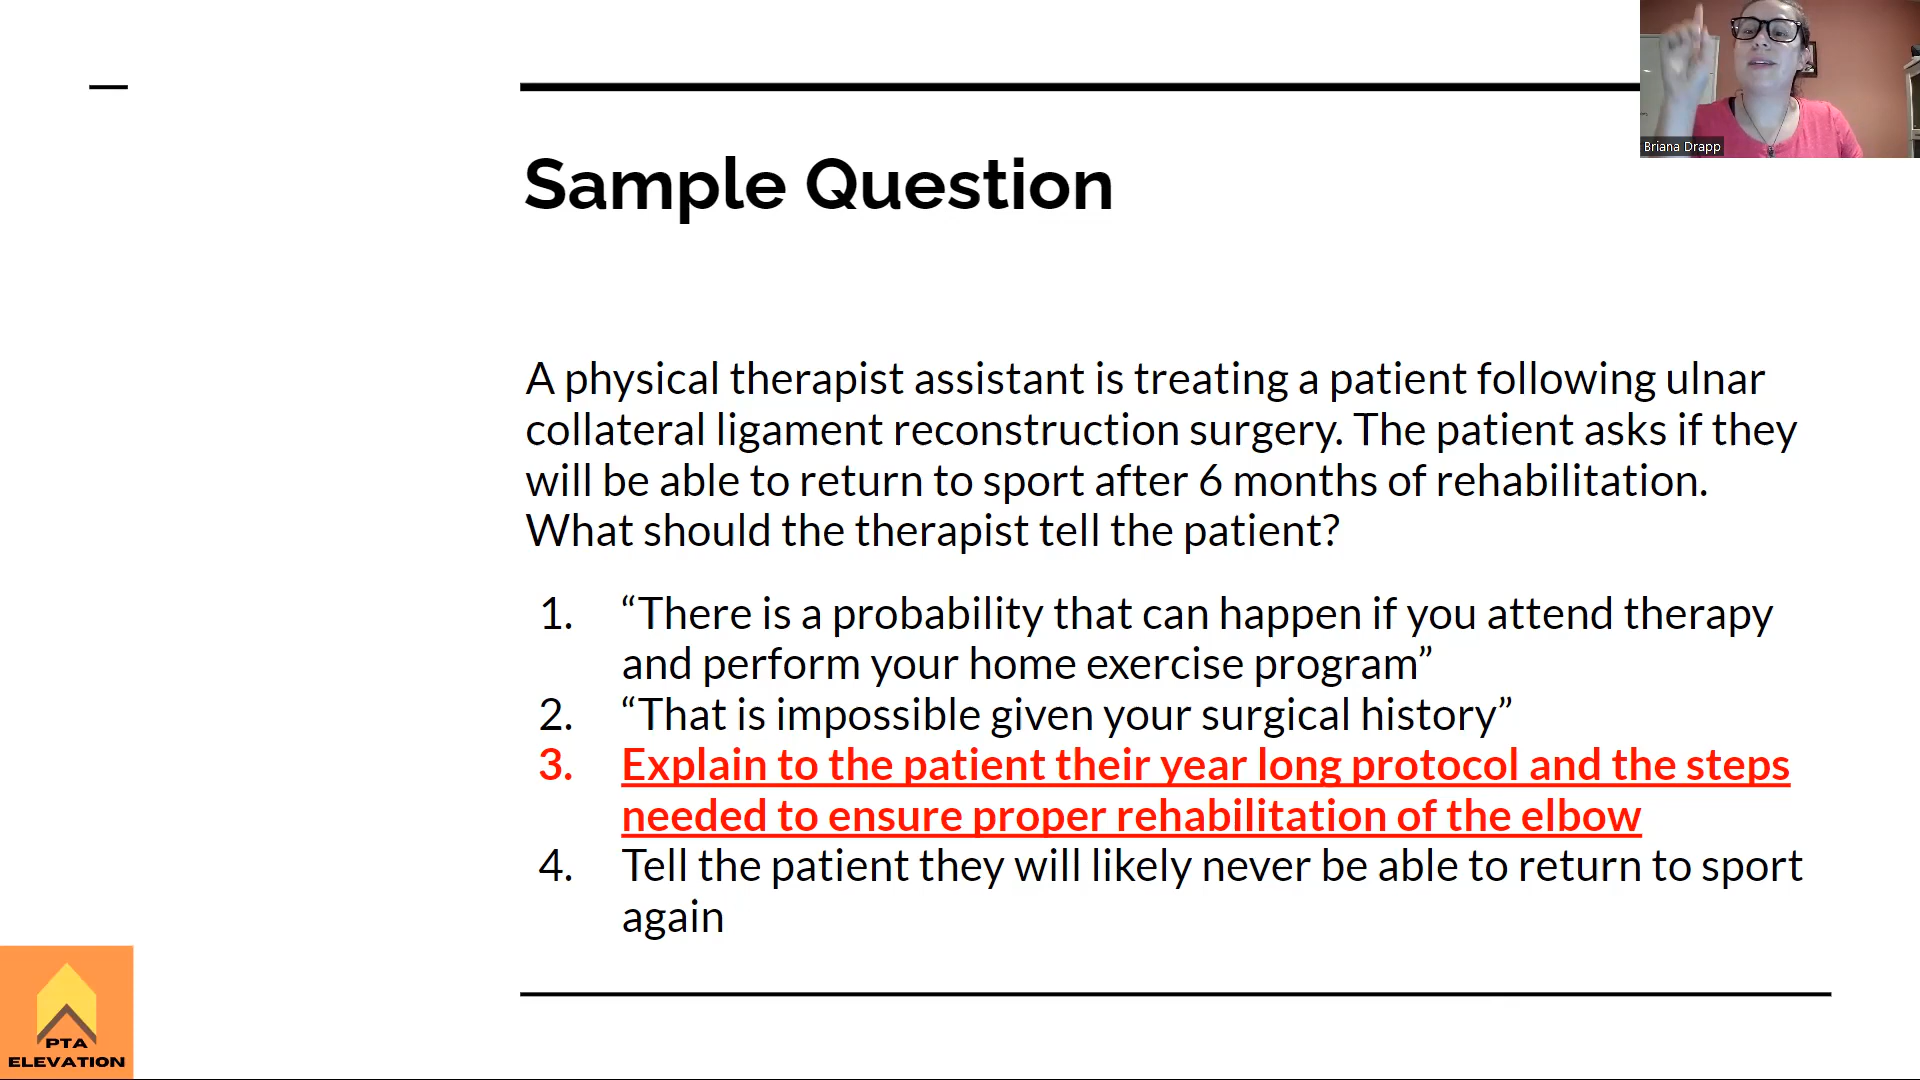 Briana Drapp
Sample Question
A physical therapist assistant is treating a patient following ulnar
collateral ligament reconstruction surgery. The patient asks if they
will be able to return to sport after 6 months of rehabilitation.
What should the therapist tell the patient?
1. “There is a probability that can happen if you attend therapy
and perform your home exercise program”
2. “That is impossible given your surgical history”
3. Explain to the patient their year long protocol and the steps
needed to ensure proper rehabilitation of the elbow
4. Tell the patient they will likely never be able to return to sport
again
PTA
ELEVATION